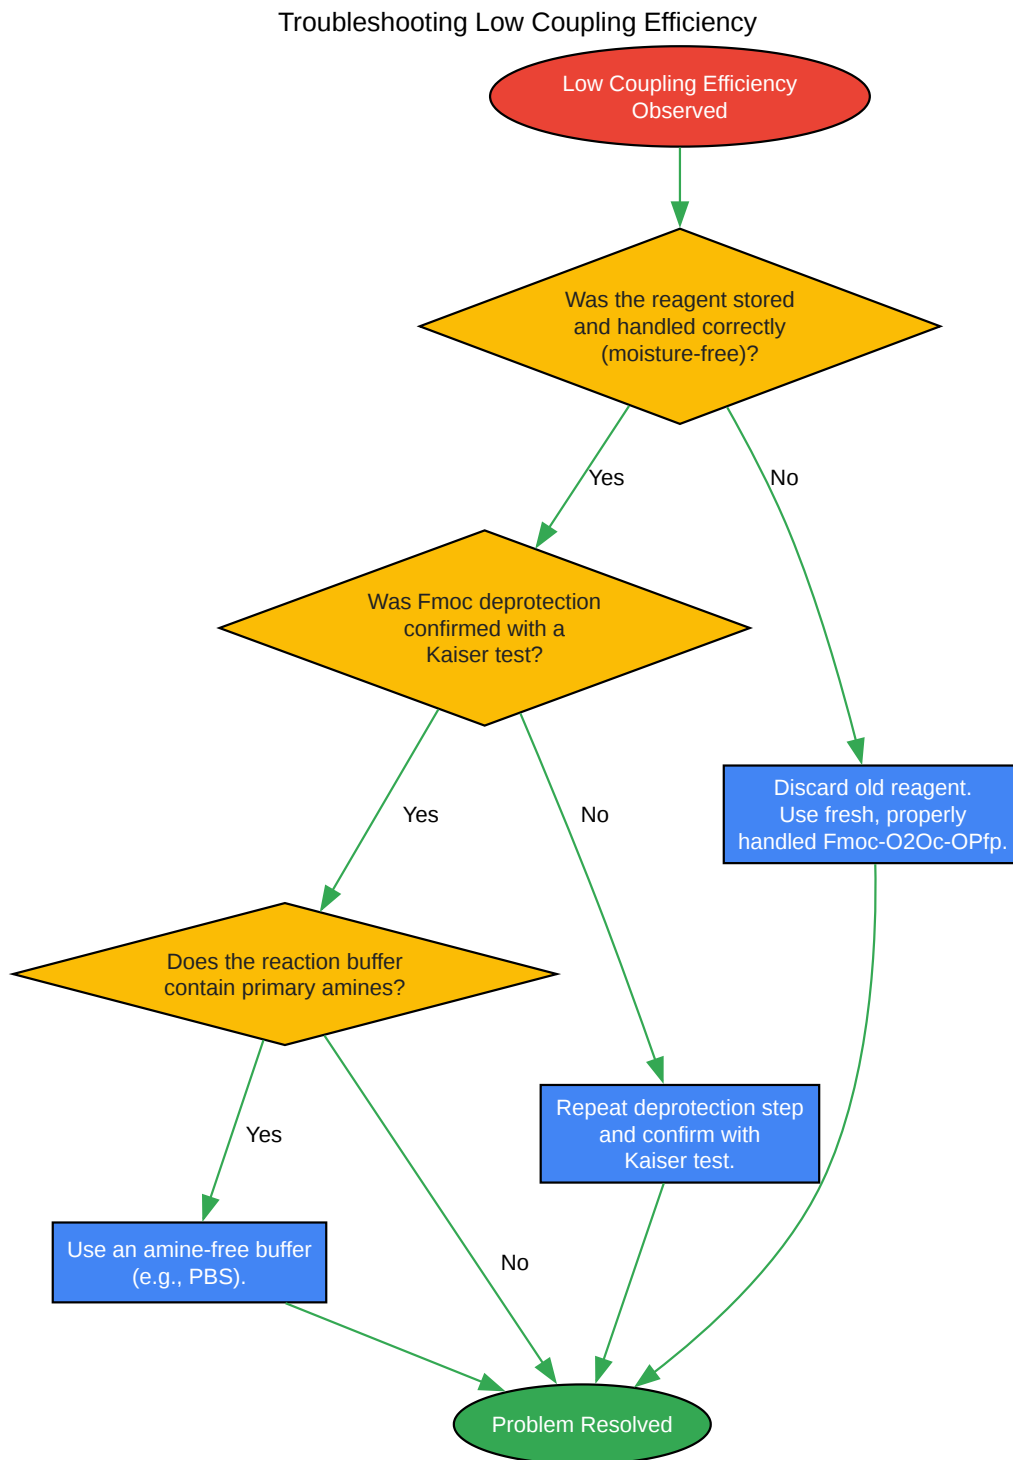 Troubleshooting Low Coupling Efficiency
Low Coupling Efficiency
Observed
Was the reagent stored
and handled correctly
(moisture-free)?
Yes
No
Was Fmoc deprotection
confirmed with a
Kaiser test?
Discard old reagent.
Use fresh, properly
handled Fmoc-O2Oc-OPfp.
Yes
No
Does the reaction buffer
contain primary amines?
Repeat deprotection step
and confirm with
Kaiser test.
Yes
Use an amine-free buffer
(e.g., PBS).
No
Problem Resolved